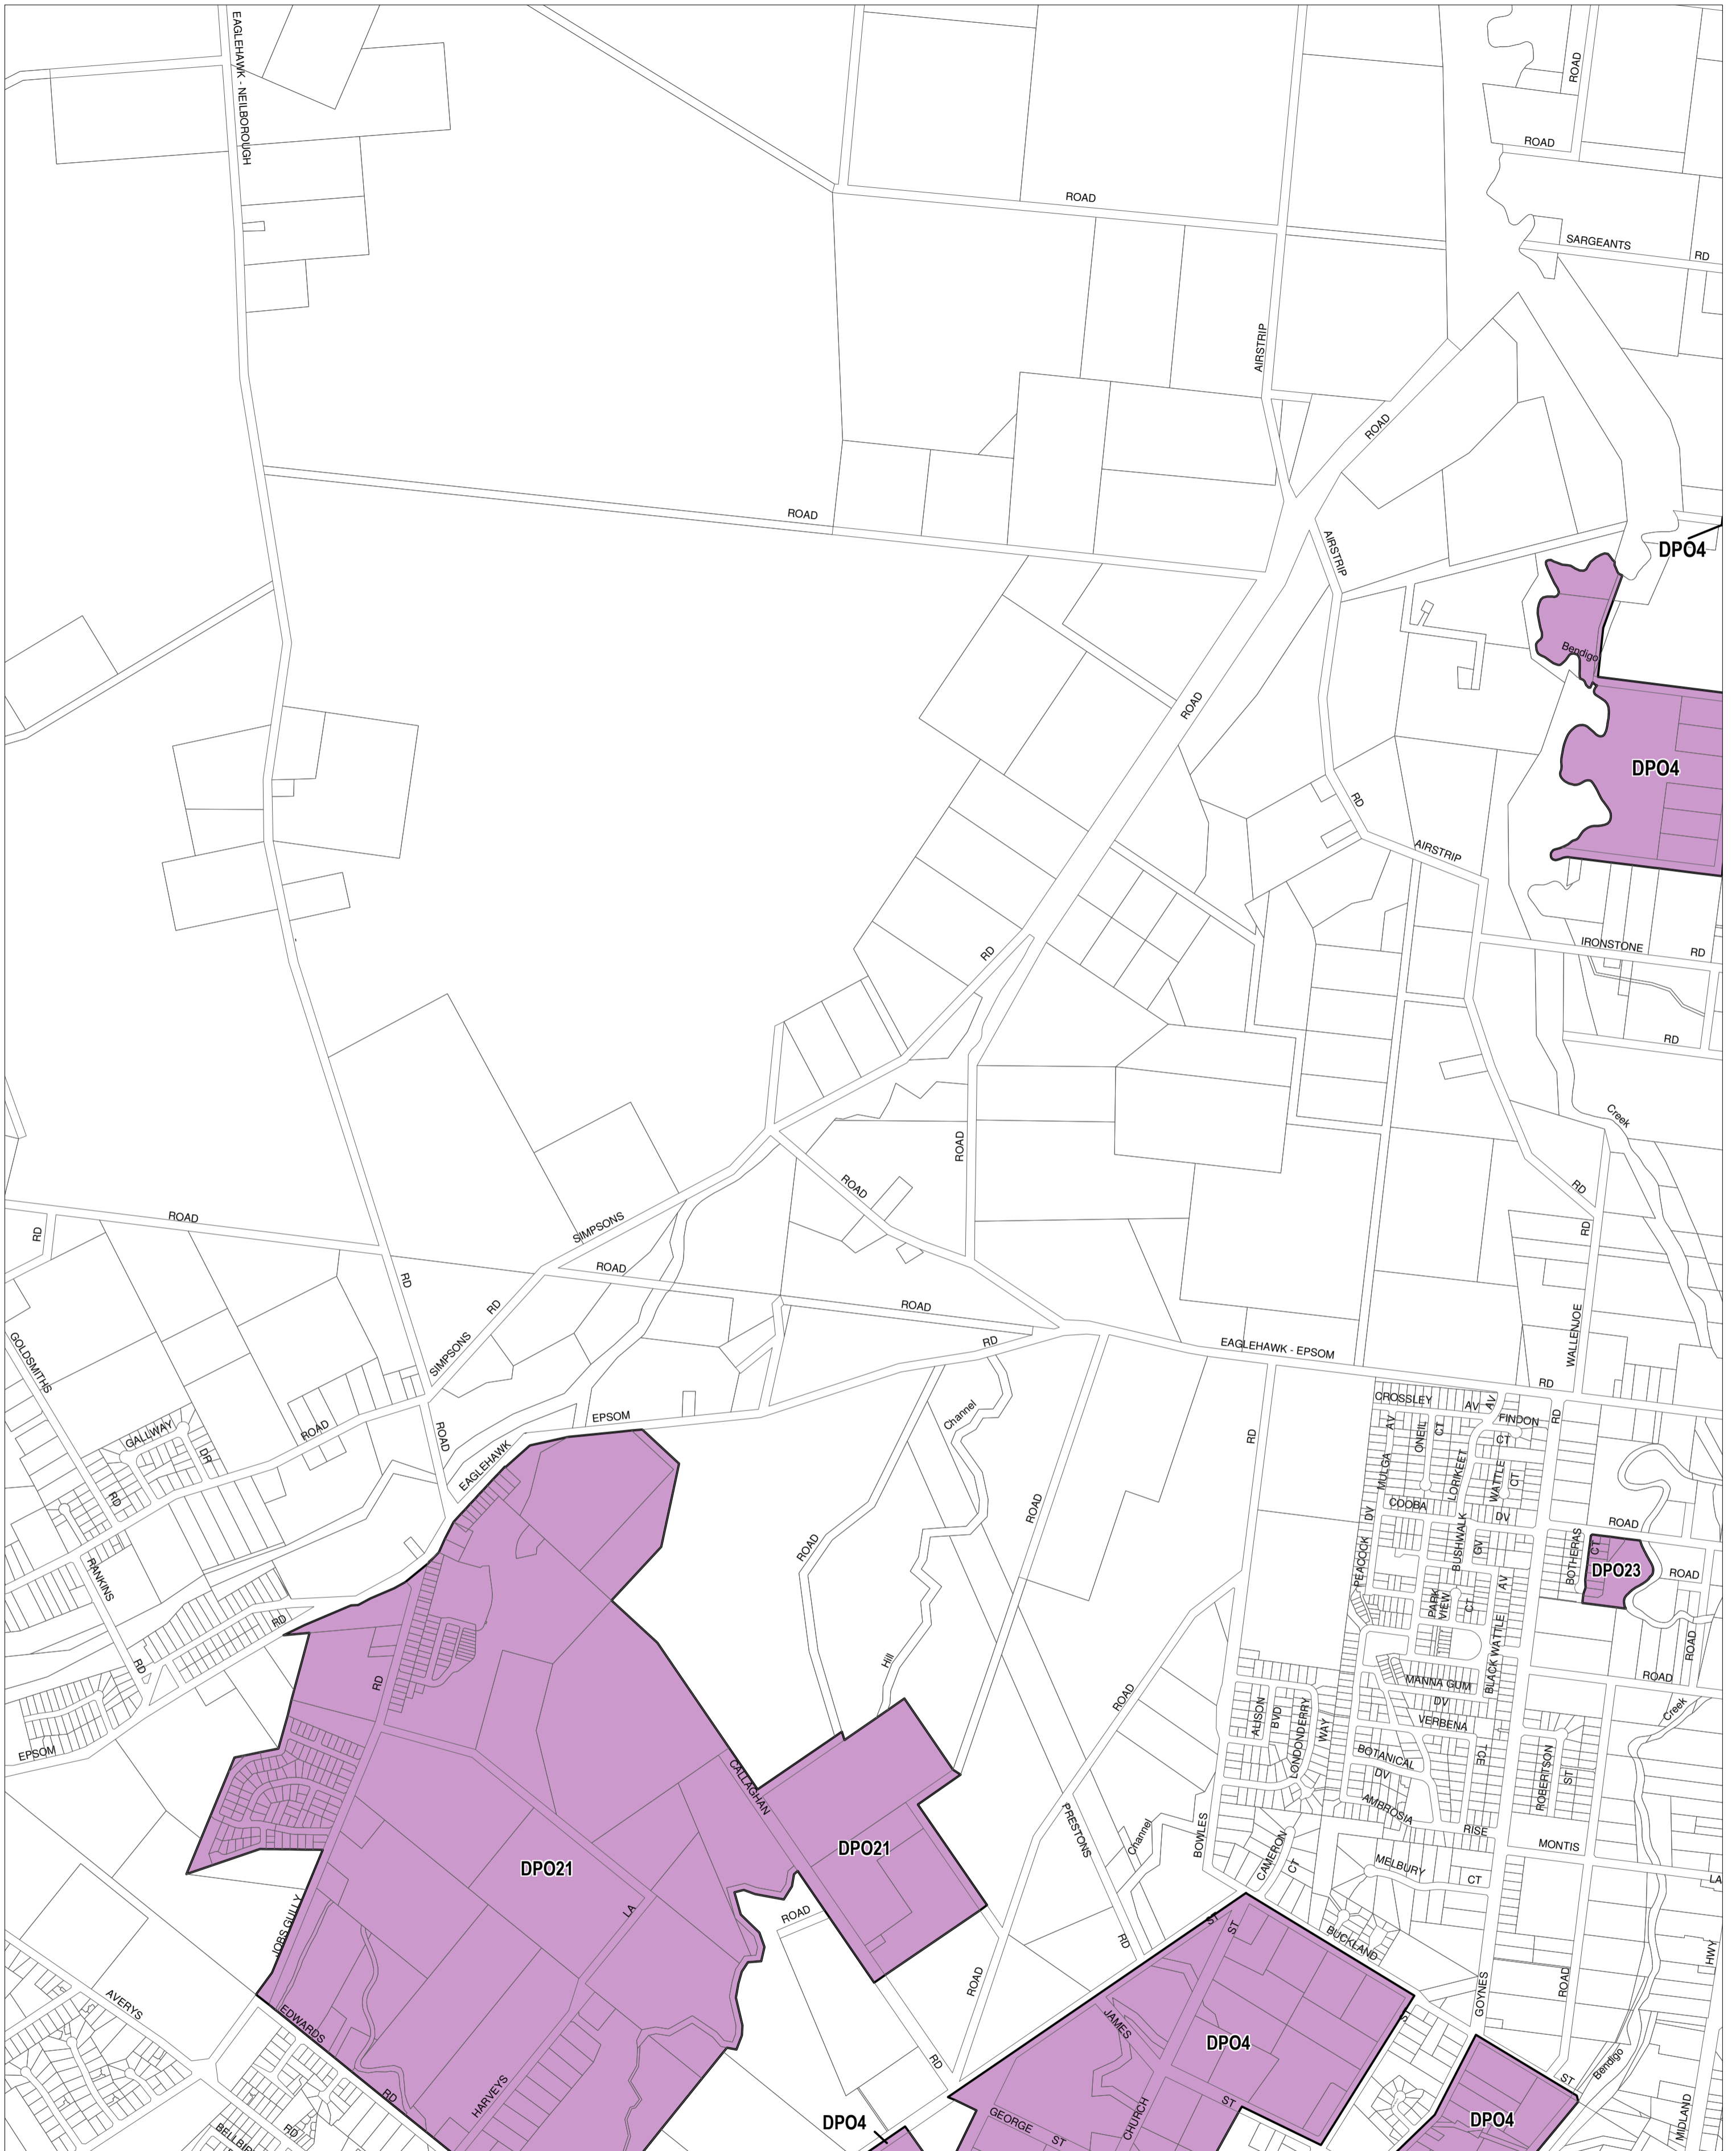 EAGLEHAWK - NEILBOROUGH
ROAD
ROAD
ROAD
SARGEANTS
RD
AIRSTRIP
ROAD
ROAD
AIRSTRIP
DPO4
Bendigo
ROAD
DPO4
RD
AIRSTRIP
RD
IRONSTONE
RD
RD
Creek
ROAD
ROAD
RD
RD
ROAD
RD
SIMPSONS
ROAD
RD
RD
SIMPSONS
ROAD
RD
EAGLEHAWK - EPSOM
WALLENJOE
RD
GOLDSMITHS
GALLWAY
DR
ROAD
ROAD
RD
EPSOM
EAGLEHAWK
Channel
RD
CROSSLEY
AV
AV
FINDON
RD
AV
ONEIL
CT
CT
MULGA
LORIKEET
WATTLE
CT
COOBA
DV
DV
ROAD
ROAD
ROAD
RANKINS
BUSHWALK
GV
PEACOCK
BOTHERAS
CT
DPO23
ROAD
AV
PARK
VIEW
CT
RD
RD
RD
Hill
BLACK WATTLE
ROAD
ROAD
MANNA GUM
DV
ROAD
ALISON
BVD
LONDONDERRY
WAY
VERBENA
Creek
EPSOM
BOTANICAL
DV
TCE
ROBERTSON
ST
CALLAGHAN
PRESTONS
AMBROSIA
RISE
MONTIS
Channel
BOWLES
DPO21
DPO21
CAMERON
CT
MELBURY
CT
LA
LA
JOBS GULLY
ROAD
RD
ST
ST
BUCKLAND
HWY
AVERYS
EDWARDS
ROAD
GOYNES
ROAD
JAMES
ST
DPO4
RD
RD
ST
Bendigo
HARVEYS
GEORGE
ST
CHURCH
ST
DPO4
DPO4
MIDLAND
RD